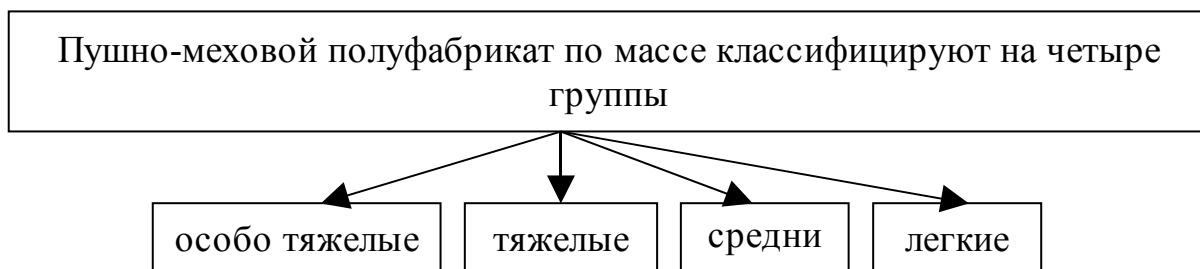 Пушно-меховой полуфабрикат по массе классифицируют на четыре
группы
особо тяжелые тяжелые средни легкие